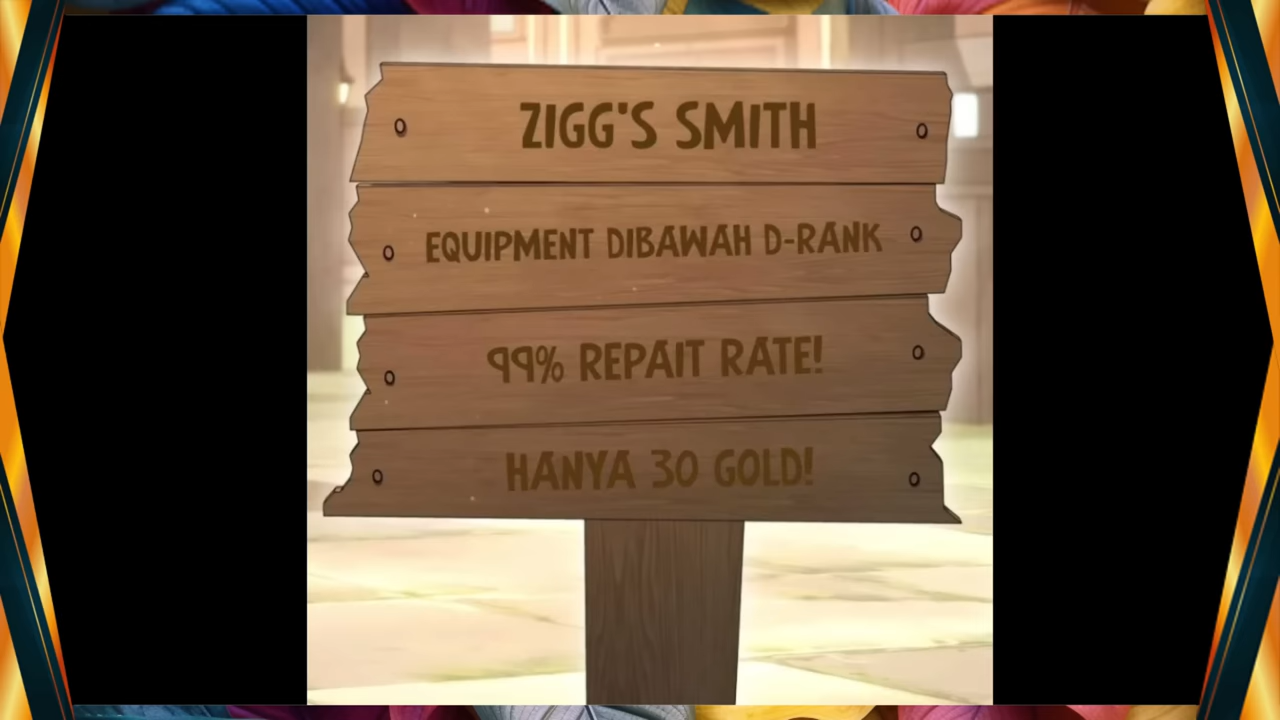 ZIGG'S SMITH
EQUIPMENT DIBAWAH D-RANK
99% REPAIT RATE!
HANYA 30 GOLD!